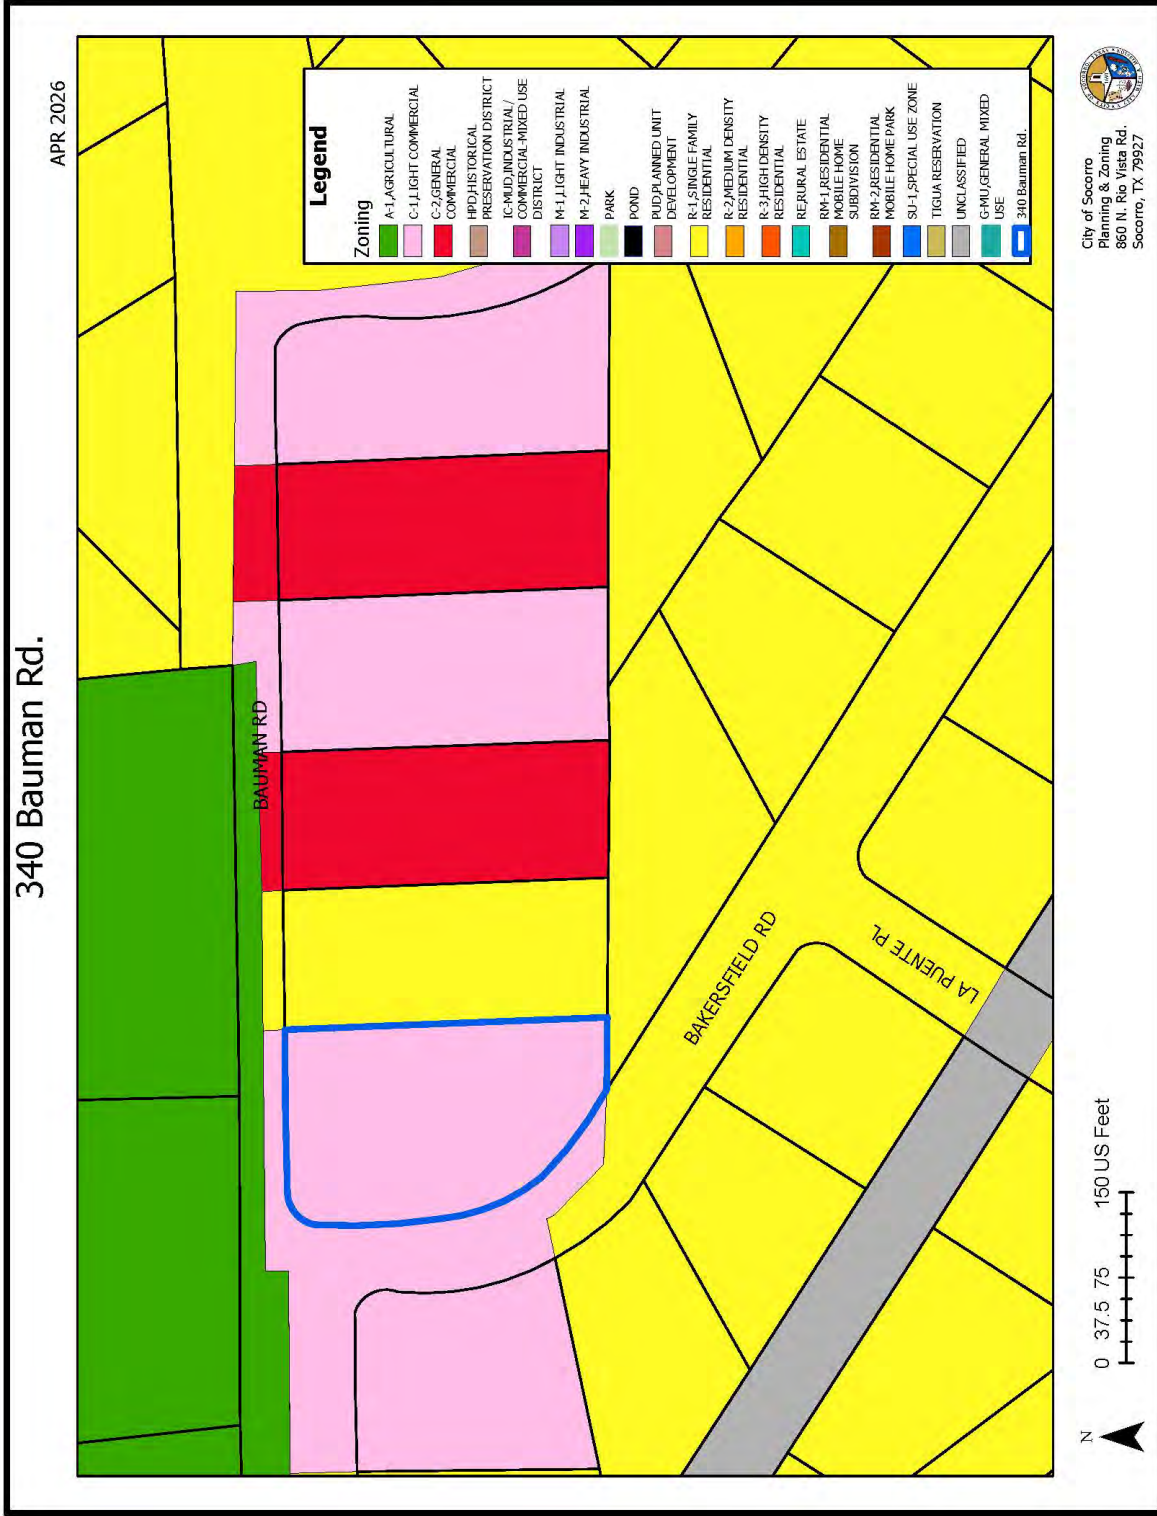 340 Bauman Rd.
APR 2026
Legend
Zoning
A-1,AGRICULTURAL
C-1,LIGHT COMMERCIAL
C-2,GENERAL
COMMERCIAL
HPD,HISTORICAL
PRESERVATION DISTRICT
IC-MUD,INDUSTRIAL/
COMMERCIAL-MIXED USE
DISTRICT
M-1,LIGHT INDUSTRIAL
M-2,HEAVY INDUSTRIAL
PARK
POND
PUD,PLANNED UNIT
DEVELOPMENT
R-1,SINGLE FAMILY
RESIDENTIAL
R-2,MEDIUM DENSITY
RESIDENTIAL
R-3,HIGH DENSITY
RESIDENTIAL
RE,RURAL ESTATE
RM-1,RESIDENTIAL
MOBILE HOME
SUBDIVISION
RM-2,RESIDENTIAL
MOBILE HOME PARK
SU-1,SPECIAL USE ZONE
TIGUA RESERVATION
UNCLASSIFIED
G-MU,GENERAL MIXED
USE
340 Bauman Rd.
BAUMAN RD
BAKERSFIELD RD
LA PUENTE PL
N
0 37.5 75 150 US Feet
City of Socorro
Planning & Zoning
860 N. Rio Vista Rd.
Socorro, TX 79927